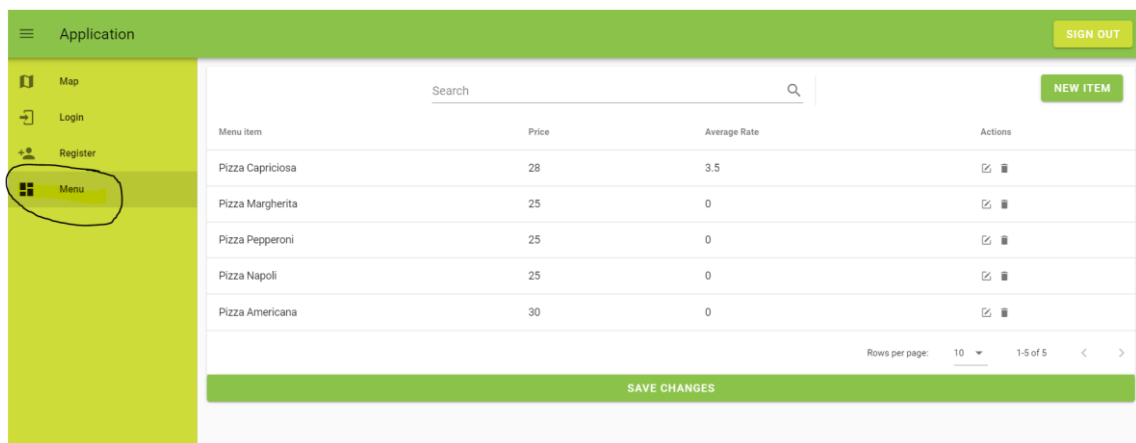 Application
SIGN OUT
Map
Login
Register
Menu
Search
NEW ITEM
Menu item Price Average Rate Actions
Pizza Capriciosa 28 3.5
Pizza Margherita 25 0
Pizza Pepperoni 25 0
Pizza Napoli 25 0
Pizza Americana 30 0
Rows per page: 10 1-5 of 5
SAVE CHANGES